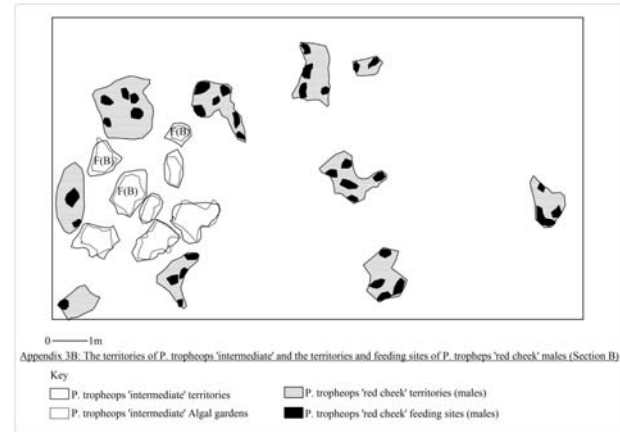 F(B)
F(B)
F(B)
0 1m
Appendix 3B: The territories of P. tropheops 'intermediate' and the territories and feeding sites of P. tropheps 'red cheek' males (Section B)
Key
P. tropheops 'intermediate' territories
P. tropheops 'red cheek' territories (males)
P. tropheops 'intermediate' Algal gardens
P. tropheops 'red cheek' feeding sites (males)